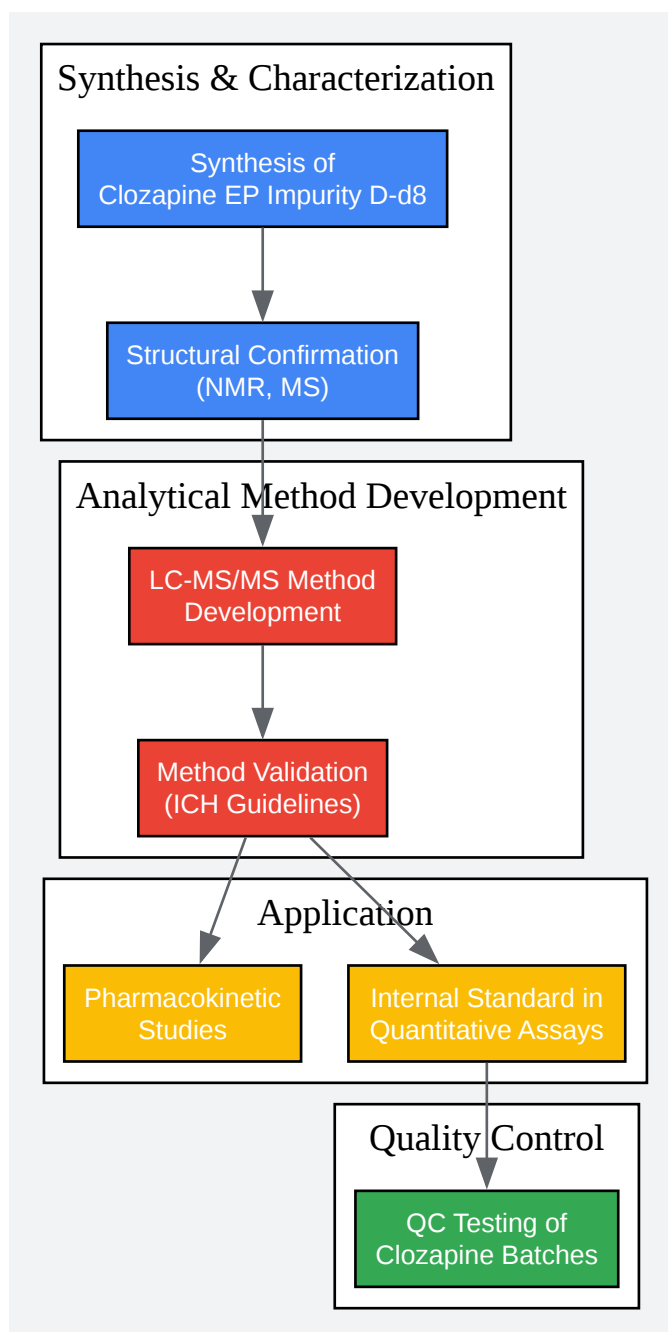 Synthesis & Characterization
Synthesis of
Clozapine EP Impurity D-d8
Structural Confirmation
(NMR, MS)
Analytical Method Development
LC-MS/MS Method
Development
Method Validation
(ICH Guidelines)
Application
Pharmacokinetic
Studies
Internal Standard in
Quantitative Assays
Quality Control
QC Testing of
Clozapine Batches